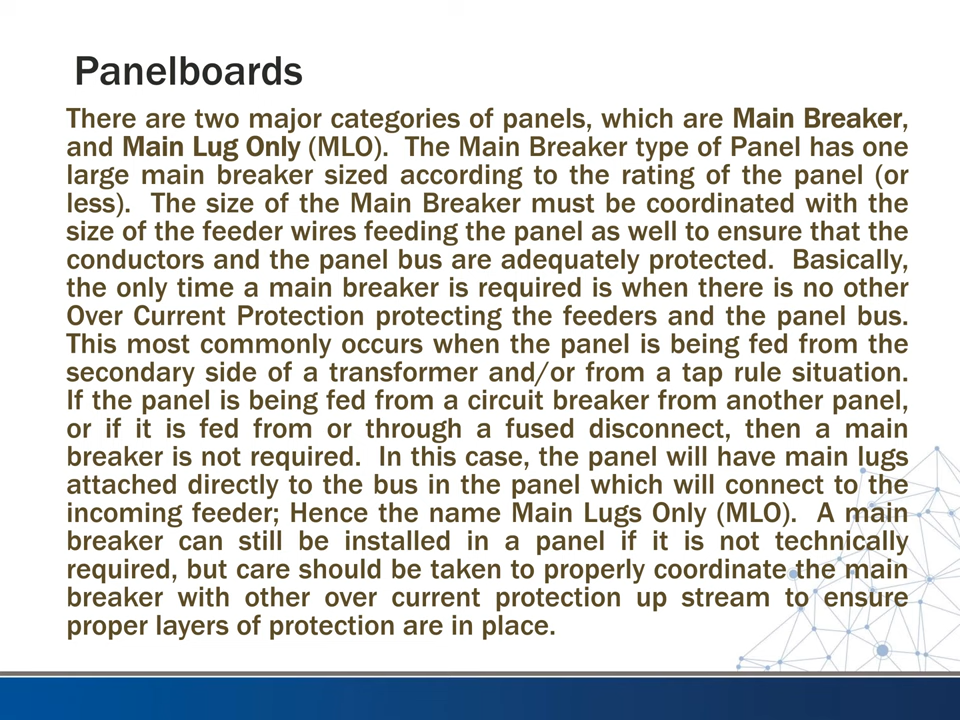 Panelboards
There are two major categories of panels, which are Main Breaker,
and Main Lug Only (MLO).  The Main Breaker type of Panel has one
large main breaker sized according to the rating of the panel (or
less).  The size of the Main Breaker must be coordinated with the
size of the feeder wires feeding the panel as well to ensure that the
conductors and the panel bus are adequately protected.  Basically,
the only time a main breaker is required is when there is no other
Over Current Protection protecting the feeders and the panel bus.
This most commonly occurs when the panel is being fed from the
secondary side of a transformer and/or from a tap rule situation.
If the panel is being fed from a circuit breaker from another panel,
or if it is fed from or through a fused disconnect, then a main
breaker is not required.  In this case, the panel will have main lugs
attached directly to the bus in the panel which will connect to the
incoming feeder; Hence the name Main Lugs Only (MLO).  A main
breaker can still be installed in a panel if it is not technically
required, but care should be taken to properly coordinate the main
breaker with other over current protection up stream to ensure
proper layers of protection are in place.